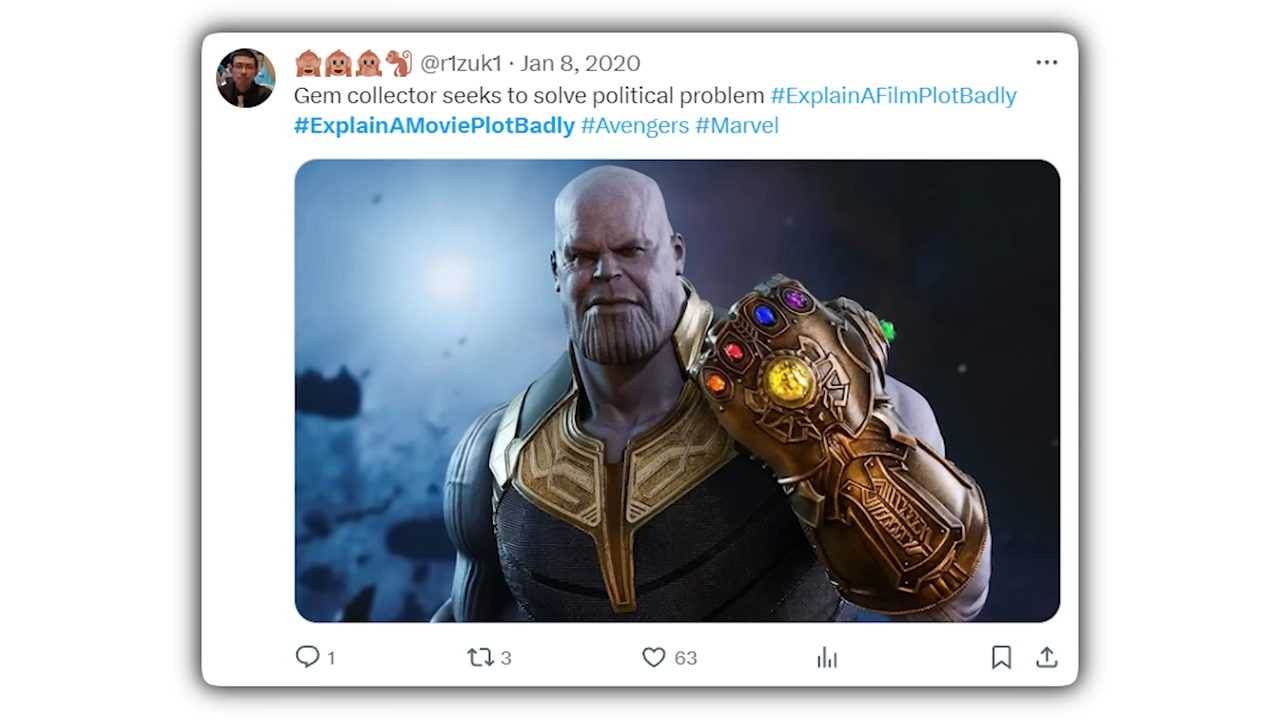 🙈🙉🙊🐒 @r1zuk1 · Jan 8, 2020
Gem collector seeks to solve political problem #ExplainAFilmPlotBadly
#ExplainAMoviePlotBadly #Avengers #Marvel
1 3 63